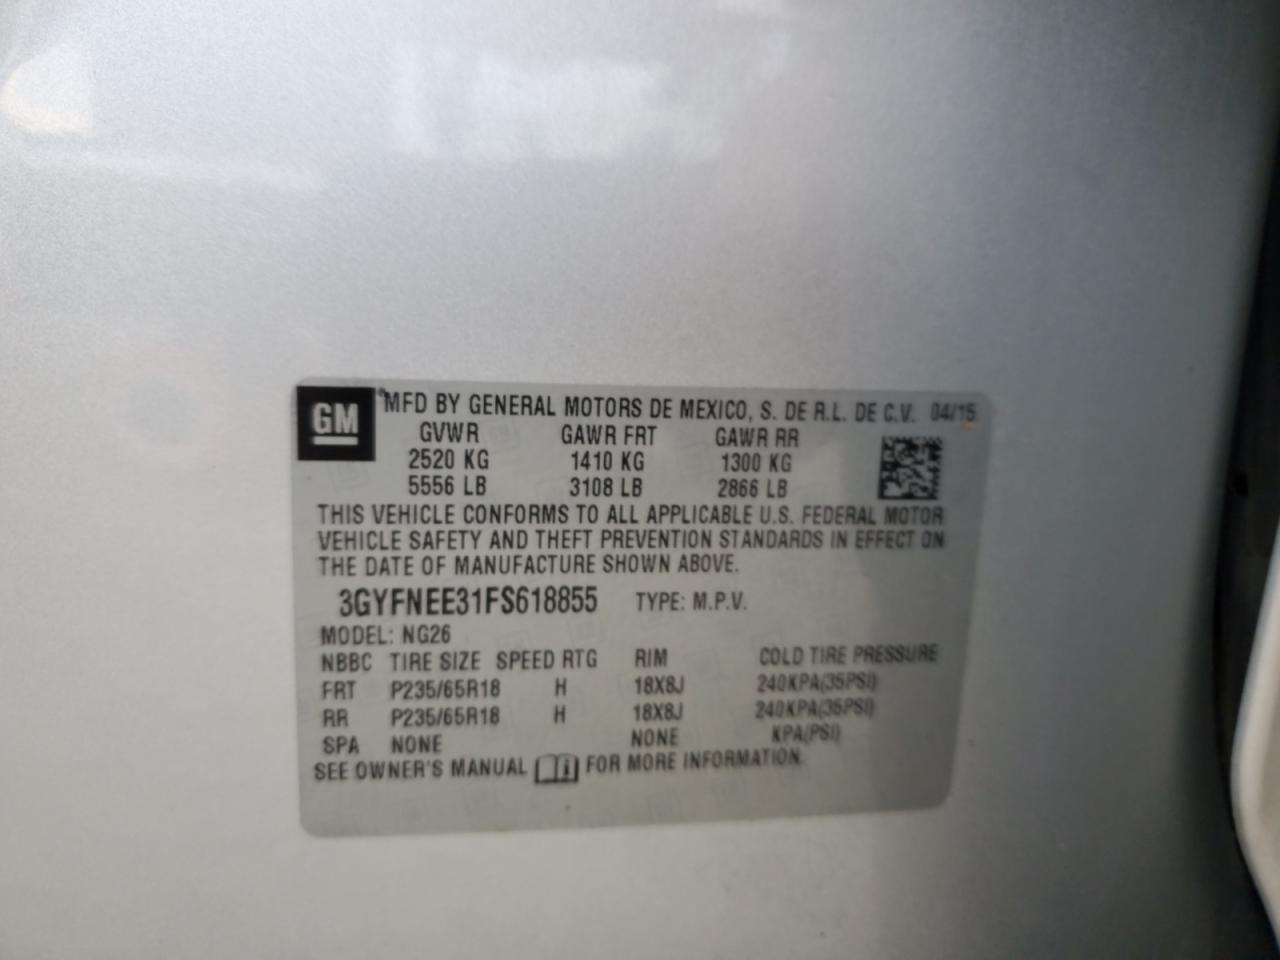 GM
MFD BY GENERAL MOTORS DE MEXICO, S. DE R.L. DE C.V. 04/15
GVWR GAWR FRT GAWR RR
2520 KG 1410 KG 1300 KG
5556 LB 3108 LB 2866 LB
THIS VEHICLE CONFORMS TO ALL APPLICABLE U.S. FEDERAL MOTOR
VEHICLE SAFETY AND THEFT PREVENTION STANDARDS IN EFFECT ON
THE DATE OF MANUFACTURE SHOWN ABOVE.
3GYFNEE31FS618855 TYPE: M.P.V.
MODEL: NG26
NBBC TIRE SIZE SPEED RTG RIM COLD TIRE PRESSURE
FRT P235/65R18 H 18X8J 240KPA(35PSI)
RR P235/65R18 H 18X8J 240KPA(35PSI)
SPA NONE NONE KPA(PSI)
SEE OWNER'S MANUAL FOR MORE INFORMATION